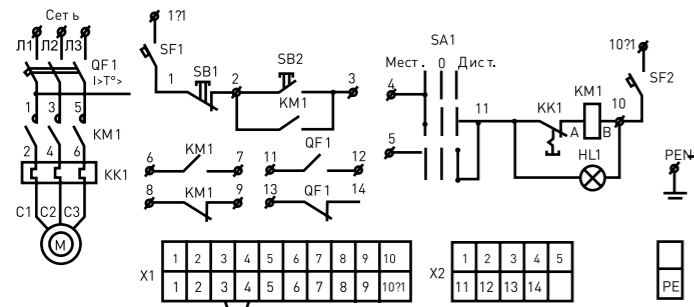 Сеть
Л1 Л2 Л3
QF1
I>T°>
1 3 5
KM1
2 4 6
KK1
С1 С2 С3
М
1?1
SF1
1
SB1
2
SB2
3
KM1
6
KM1
7
11
QF1
12
8
KM1
9
13
QF1
14
SA1
Мест. 0 Дист.
4
11
5
KK1
KM1
10
A
B
HL1
10?1
SF2
PEN
X1
1 2 3 4 5 6 7 8 9 10
1 2 3 4 5 6 7 8 9 10?1
X2
1 2 3 4 5
11 12 13 14
PE